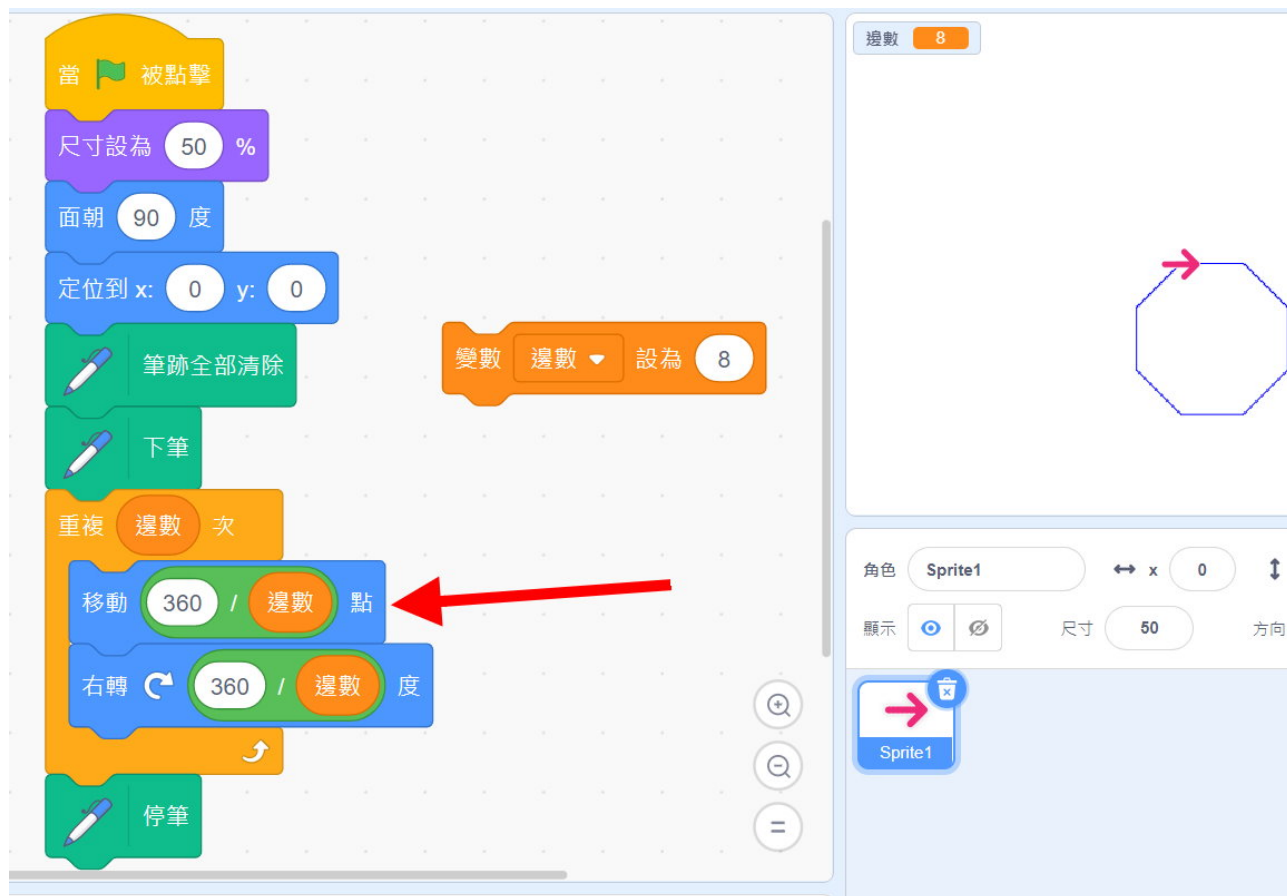 當 被點擊
尺寸設為 50 %
面朝 90 度
定位到 x: 0 y: 0
筆跡全部清除
下筆
重複 邊數 次
移動 360 / 邊數 點
右轉 360 / 邊數 度
停筆
變數 邊數 設為 8
邊數 8
角色 Sprite1 x 0
顯示 尺寸 50 方向
Sprite1